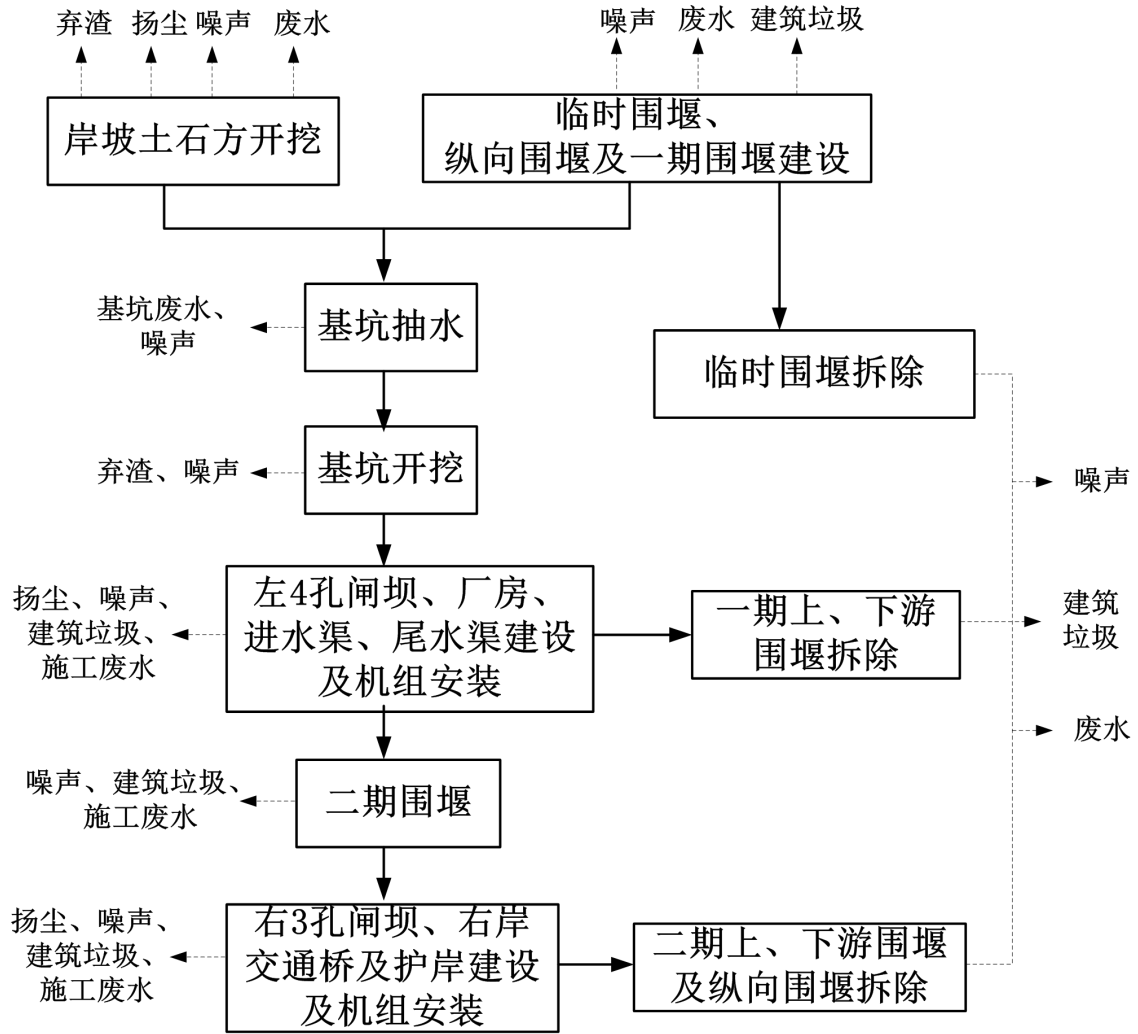 弃渣 扬尘 噪声 废水
噪声 废水 建筑垃圾
岸坡土石方开挖
临时围堰、
纵向围堰及一期围堰建设
基坑废水、
噪声
基坑抽水
临时围堰拆除
弃渣、噪声
基坑开挖
噪声
扬尘、噪声、
建筑垃圾、
施工废水
左4孔闸坝、厂房、
进水渠、尾水渠建设
及机组安装
一期上、下游
围堰拆除
建筑
垃圾
废水
噪声、建筑垃圾、
施工废水
二期围堰
扬尘、噪声、
建筑垃圾、
施工废水
右3孔闸坝、右岸
交通桥及护岸建设
及机组安装
二期上、下游围堰
及纵向围堰拆除